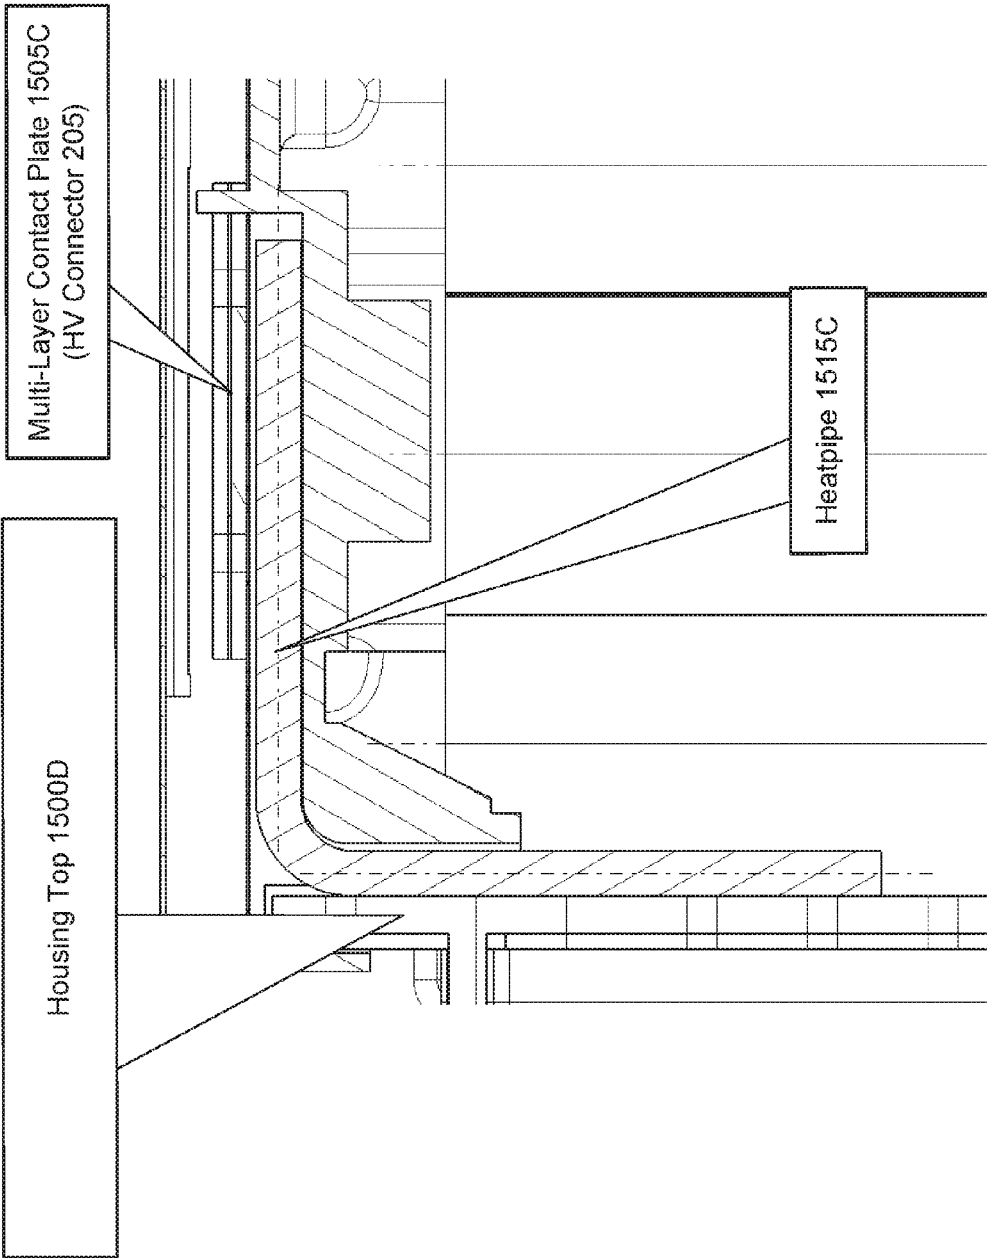 Housing Top 1500D
Multi-Layer Contact Plate 1505C
(HV Connector 205)
Heatpipe 1515C